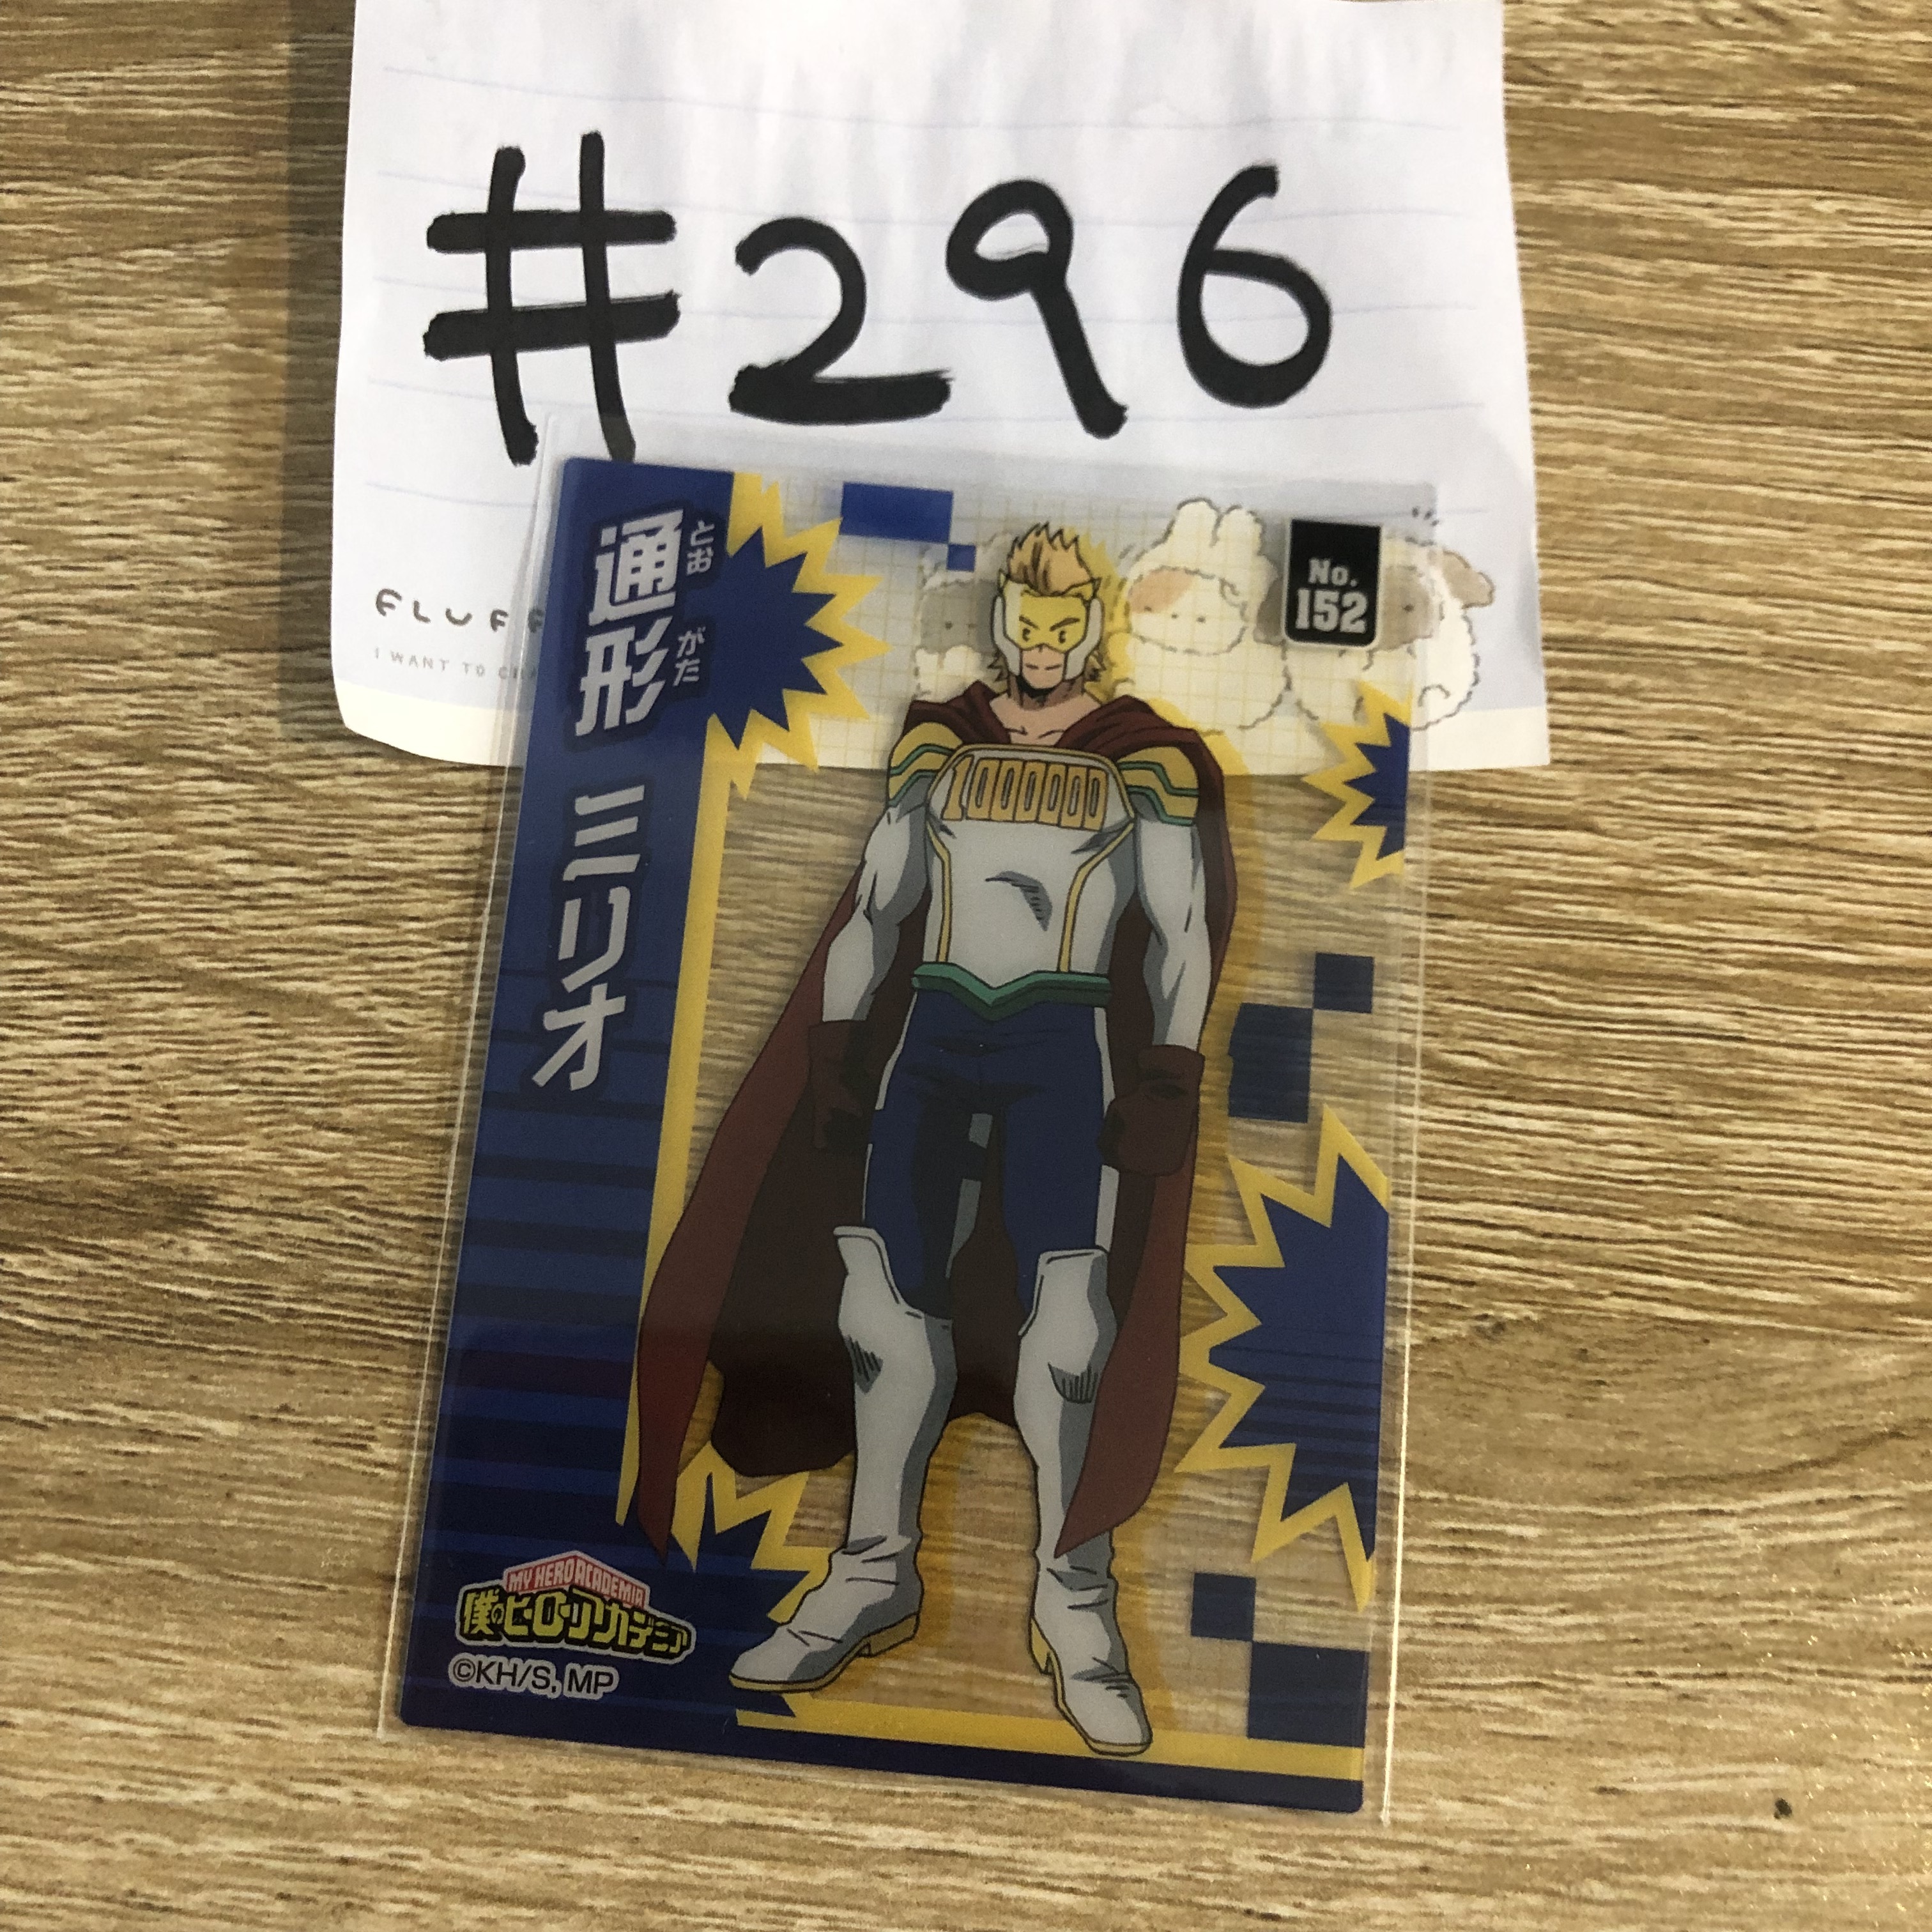 #296
FLUFF
I WANT TO
No.
152
通形 ミリオ
とお
がた
1000000
MY HERO ACADEMIA
僕のヒーローアカデミア
©KH/S, MP